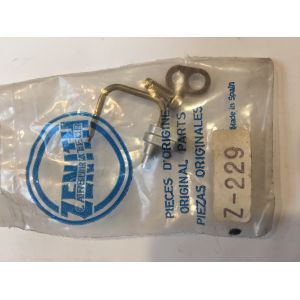 ZENITH
CARBURATEUR
PIECES D'ORIGINE
ORIGINAL PARTS
PIEZAS ORIGINALES
Made in Spain
Z-229